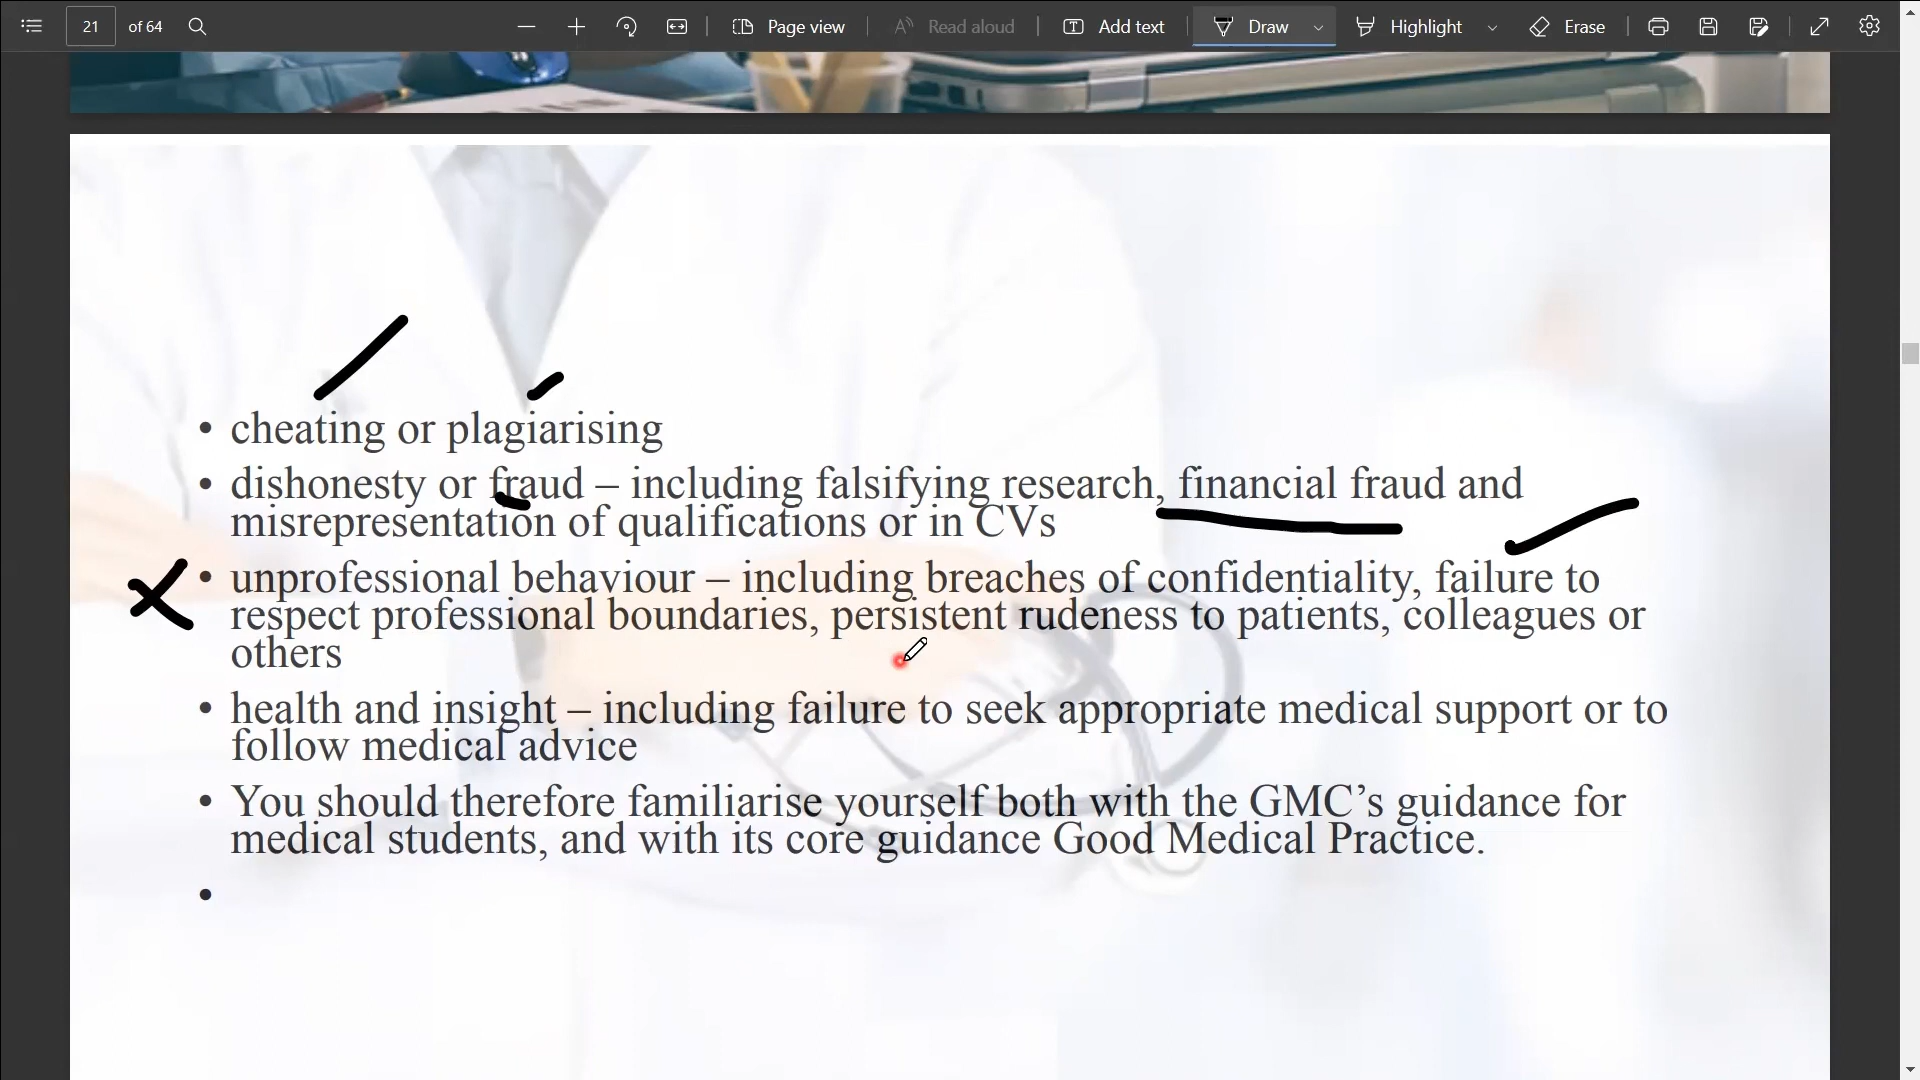 21 of 64 Page view Read aloud Add text Draw Highlight Erase
• cheating or plagiarising
• dishonesty or fraud – including falsifying research, financial fraud and
misrepresentation of qualifications or in CVs
• unprofessional behaviour – including breaches of confidentiality, failure to
respect professional boundaries, persistent rudeness to patients, colleagues or
others
• health and insight – including failure to seek appropriate medical support or to
follow medical advice
• You should therefore familiarise yourself both with the GMC’s guidance for
medical students, and with its core guidance Good Medical Practice.
•